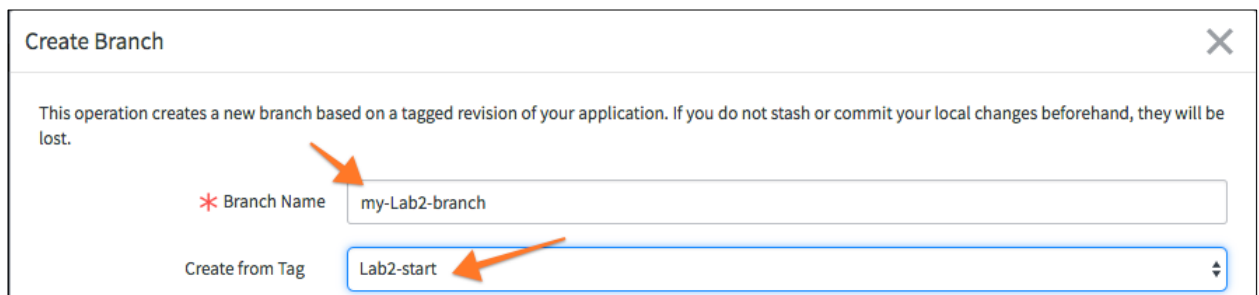 Create Branch
This operation creates a new branch based on a tagged revision of your application. If you do not stash or commit your local changes beforehand, they will be
lost.
Branch Name my-Lab2-branch
Create from Tag Lab2-start